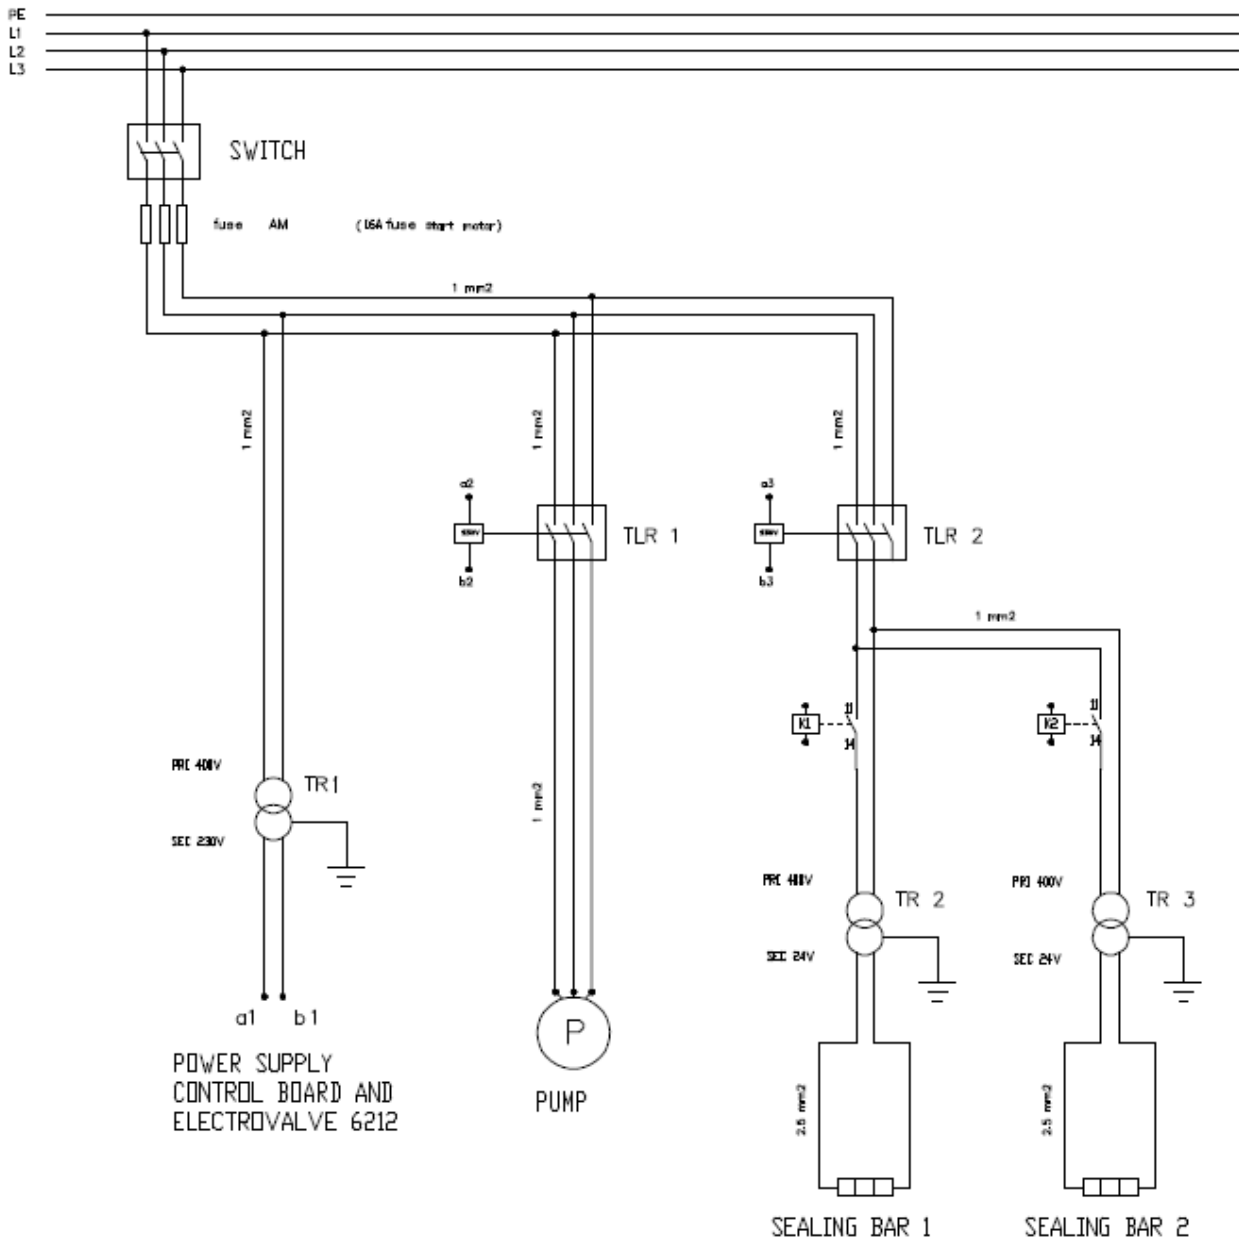 PE
L1
L2
L3
SWITCH
fuse AM (16A fuse start motor)
1 mm2
1 mm2
1 mm2
1 mm2
a2
a3
TLR 1
TLR 2
b2
b3
1 mm2
11
11
K1
K2
14
14
PRI 400V
TR1
1 mm2
SEC 230V
PRI 400V
TR 2
PRI 400V
TR 3
SEC 24V
SEC 24V
a1 b1
P
POWER SUPPLY
CONTROL BOARD AND
ELECTROVALVE 6212
PUMP
2.5 mm2
2.5 mm2
SEALING BAR 1
SEALING BAR 2